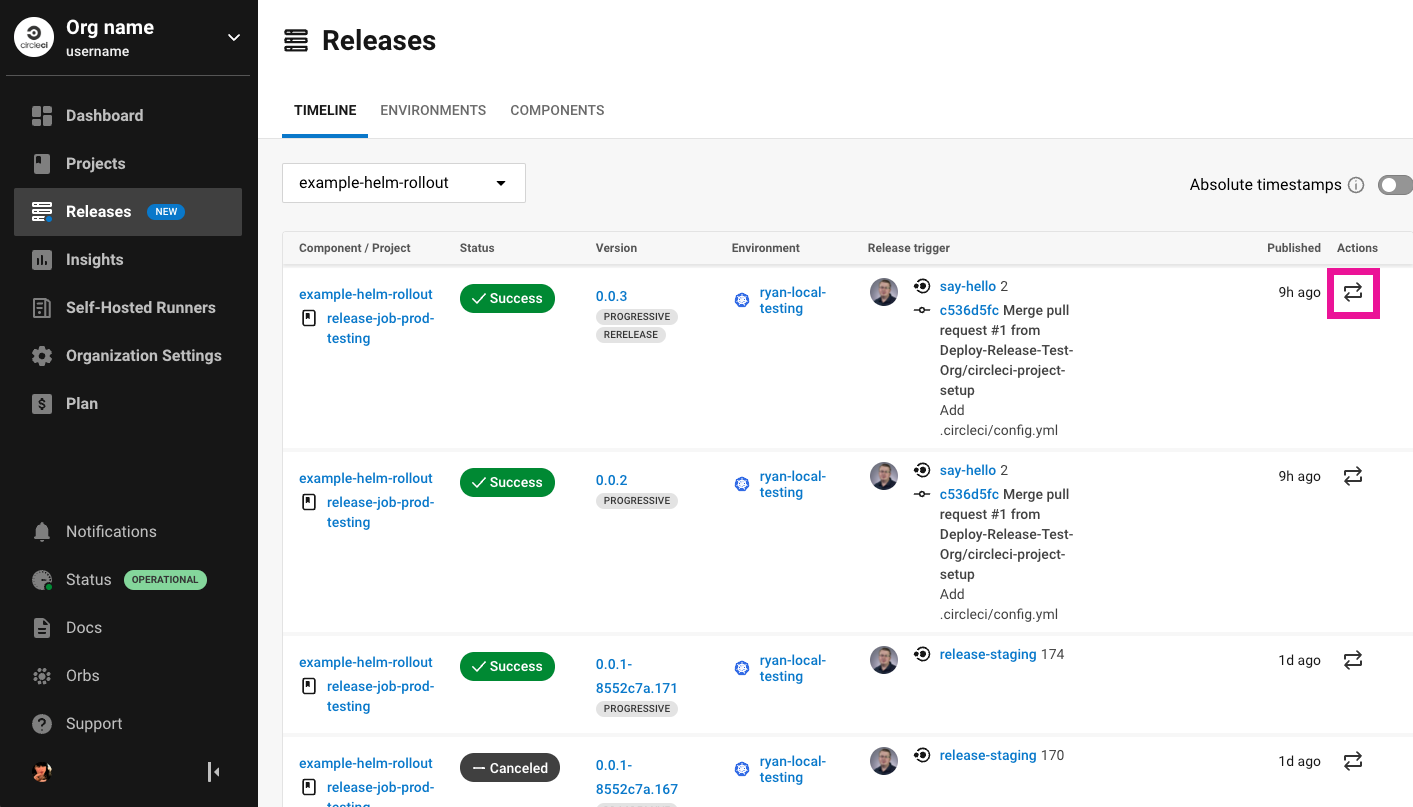 circleci
Org name
username
Dashboard
Projects
Releases NEW
Insights
Self-Hosted Runners
Organization Settings
$ Plan
Notifications
Status OPERATIONAL
Docs
Orbs
? Support
Releases
TIMELINE ENVIRONMENTS COMPONENTS
example-helm-rollout
Absolute timestamps
Component / Project Status Version Environment Release trigger Published Actions
example-helm-rollout
release-job-prod-
testing
Success
0.0.3
PROGRESSIVE
RERELEASE
ryan-local-
testing
say-hello 2
c536d5fc Merge pull
request #1 from
Deploy-Release-Test-
Org/circleci-project-
setup
Add
.circleci/config.yml
9h ago
example-helm-rollout
release-job-prod-
testing
Success
0.0.2
PROGRESSIVE
ryan-local-
testing
say-hello 2
c536d5fc Merge pull
request #1 from
Deploy-Release-Test-
Org/circleci-project-
setup
Add
.circleci/config.yml
9h ago
example-helm-rollout
release-job-prod-
testing
Success
0.0.1-
8552c7a.171
PROGRESSIVE
ryan-local-
testing
release-staging 174
1d ago
example-helm-rollout
release-job-prod-
testing
Canceled
0.0.1-
8552c7a.167
ryan-local-
testing
release-staging 170
1d ago